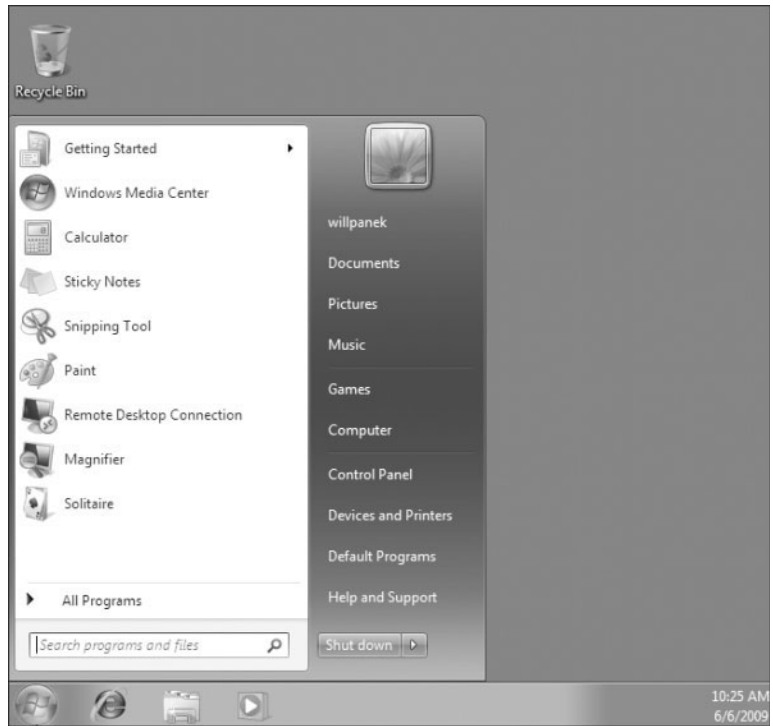 Recycle Bin
Getting Started
Windows Media Center
Calculator
Sticky Notes
Snipping Tool
Paint
Remote Desktop Connection
Magnifier
Solitaire
All Programs
Search programs and files
willpanek
Documents
Pictures
Music
Games
Computer
Control Panel
Devices and Printers
Default Programs
Help and Support
Shut down
10:25 AM
6/6/2009